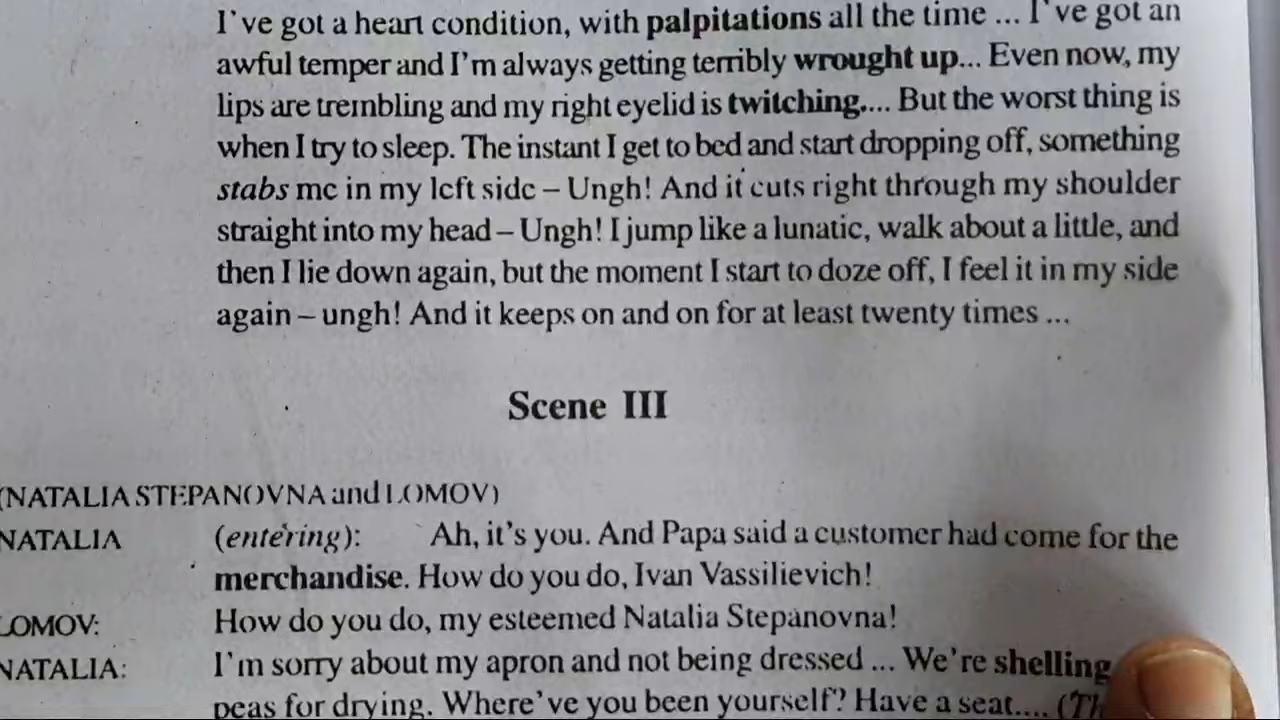 I've got a heart condition, with palpitations all the time ... I've got an
awful temper and I'm always getting terribly wrought up... Even now, my
lips are trembling and my right eyelid is twitching.... But the worst thing is
when I try to sleep. The instant I get to bed and start dropping off, something
stabs me in my left side – Ungh! And it cuts right through my shoulder
straight into my head – Ungh! I jump like a lunatic, walk about a little, and
then I lie down again, but the moment I start to doze off, I feel it in my side
again – ungh! And it keeps on and on for at least twenty times ...
Scene III
(NATALIA STEPANOVNA and LOMOV)
NATALIA (entering): Ah, it's you. And Papa said a customer had come for the
merchandise. How do you do, Ivan Vassilievich!
LOMOV: How do you do, my esteemed Natalia Stepanovna!
NATALIA: I'm sorry about my apron and not being dressed ... We're shelling
peas for drying. Where've you been yourself? Have a seat.... (